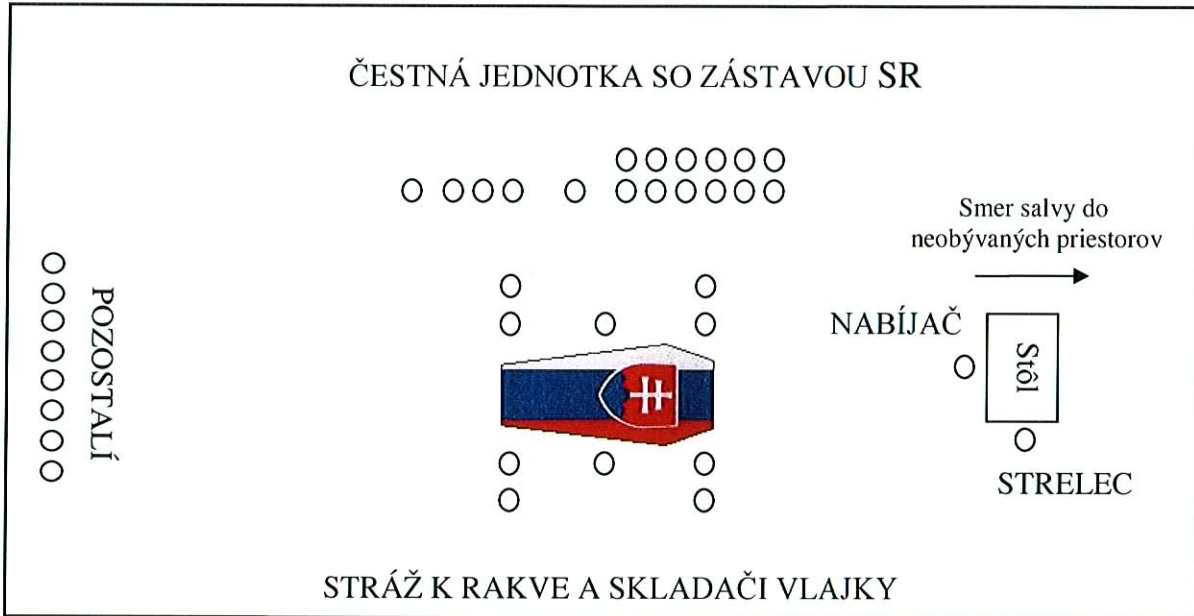 ČESTNÁ JEDNOTKA SO ZÁSTAVOU SR
Smer salvy do
neobývaných priestorov
POZOSTALÍ
NABÍJAČ
Stôl
STRELEC
STRÁŽ K RAKVE A SKLADAČI VLAJKY